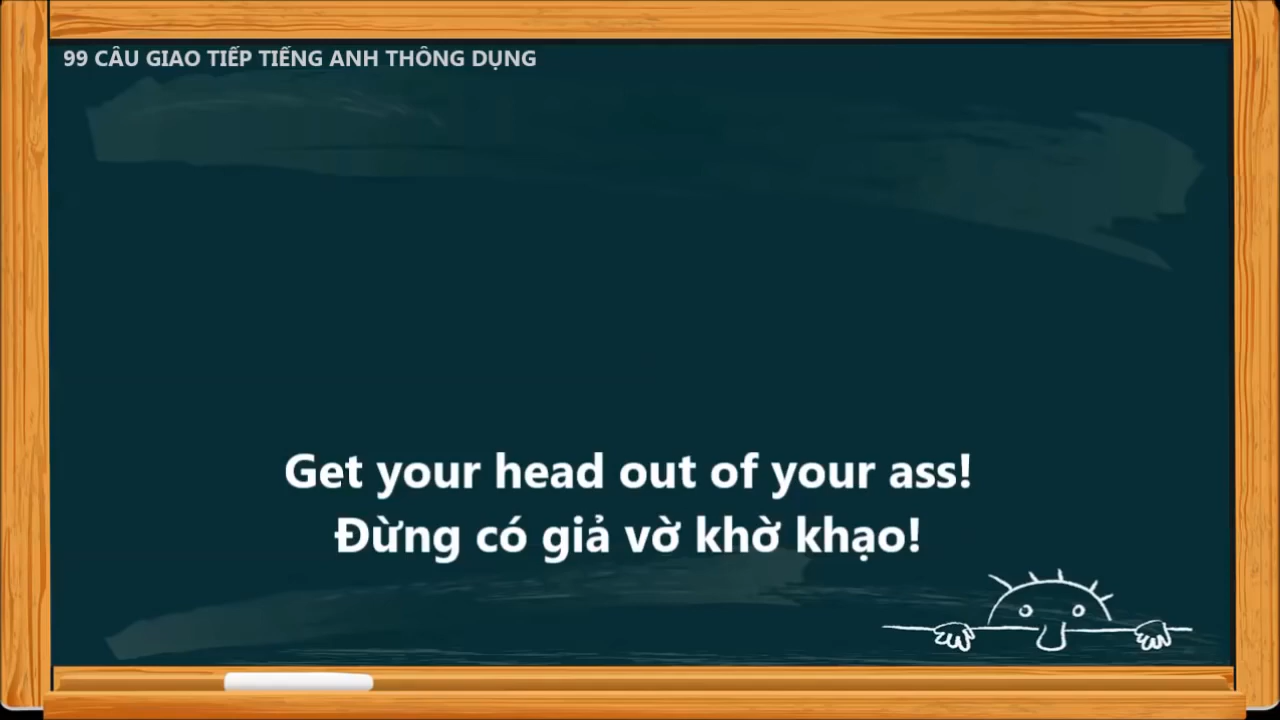 99 CÂU GIAO TIẾP TIẾNG ANH THÔNG DỤNG
Get your head out of your ass!
Đừng có giả vờ khờ khạo!